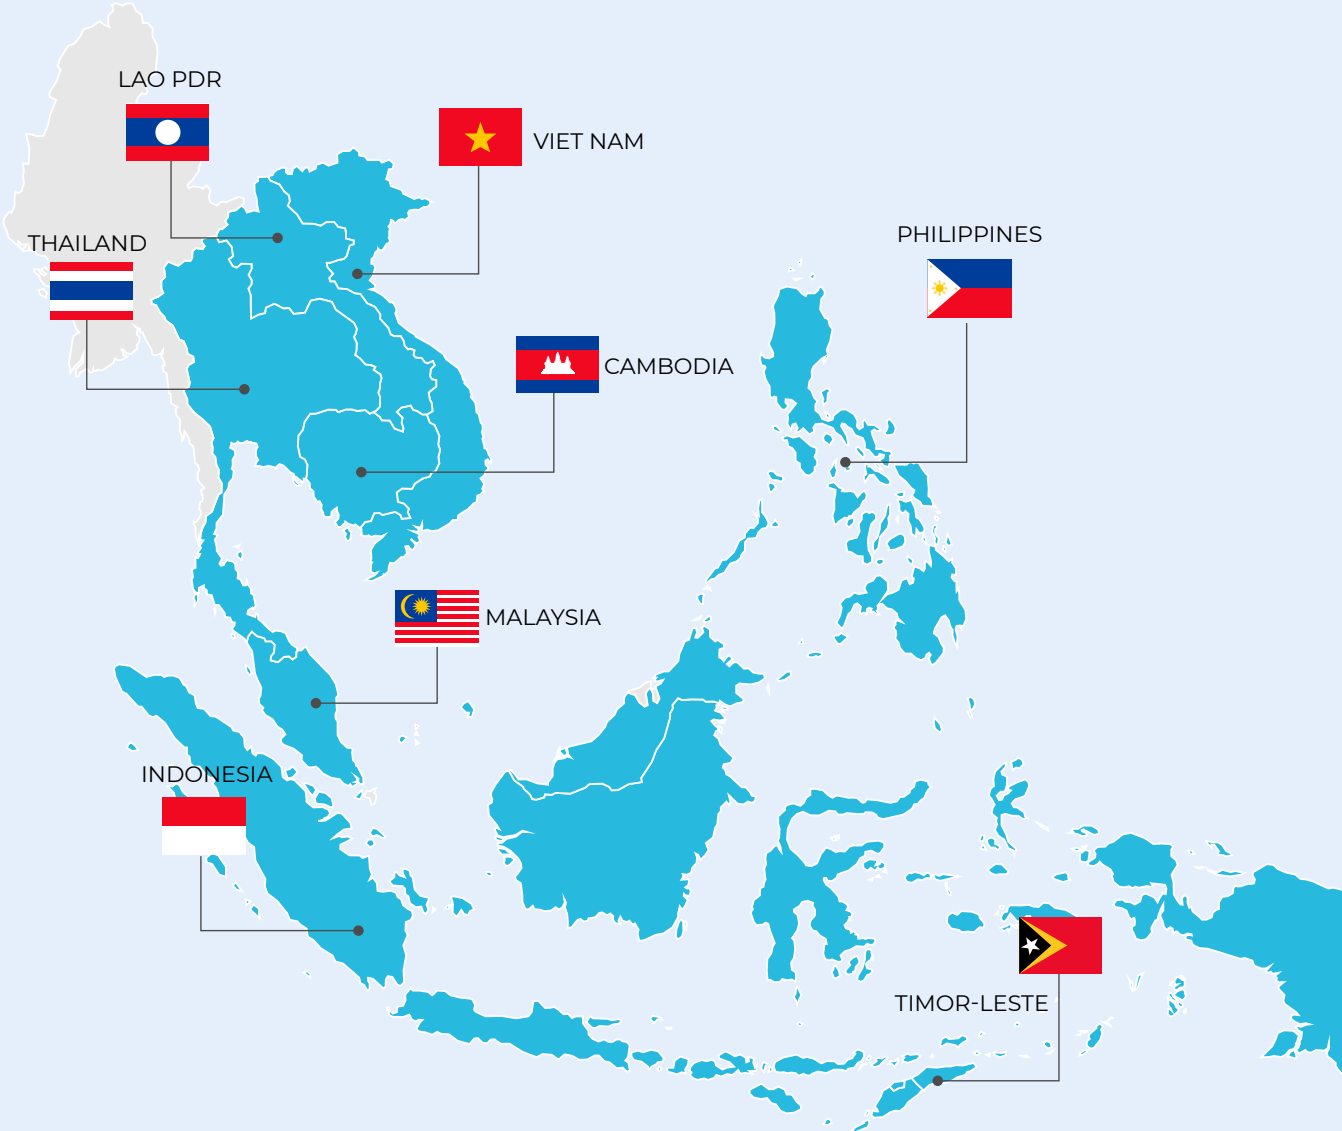 LAO PDR
VIET NAM
THAILAND
PHILIPPINES
CAMBODIA
MALAYSIA
INDONESIA
TIMOR-LESTE